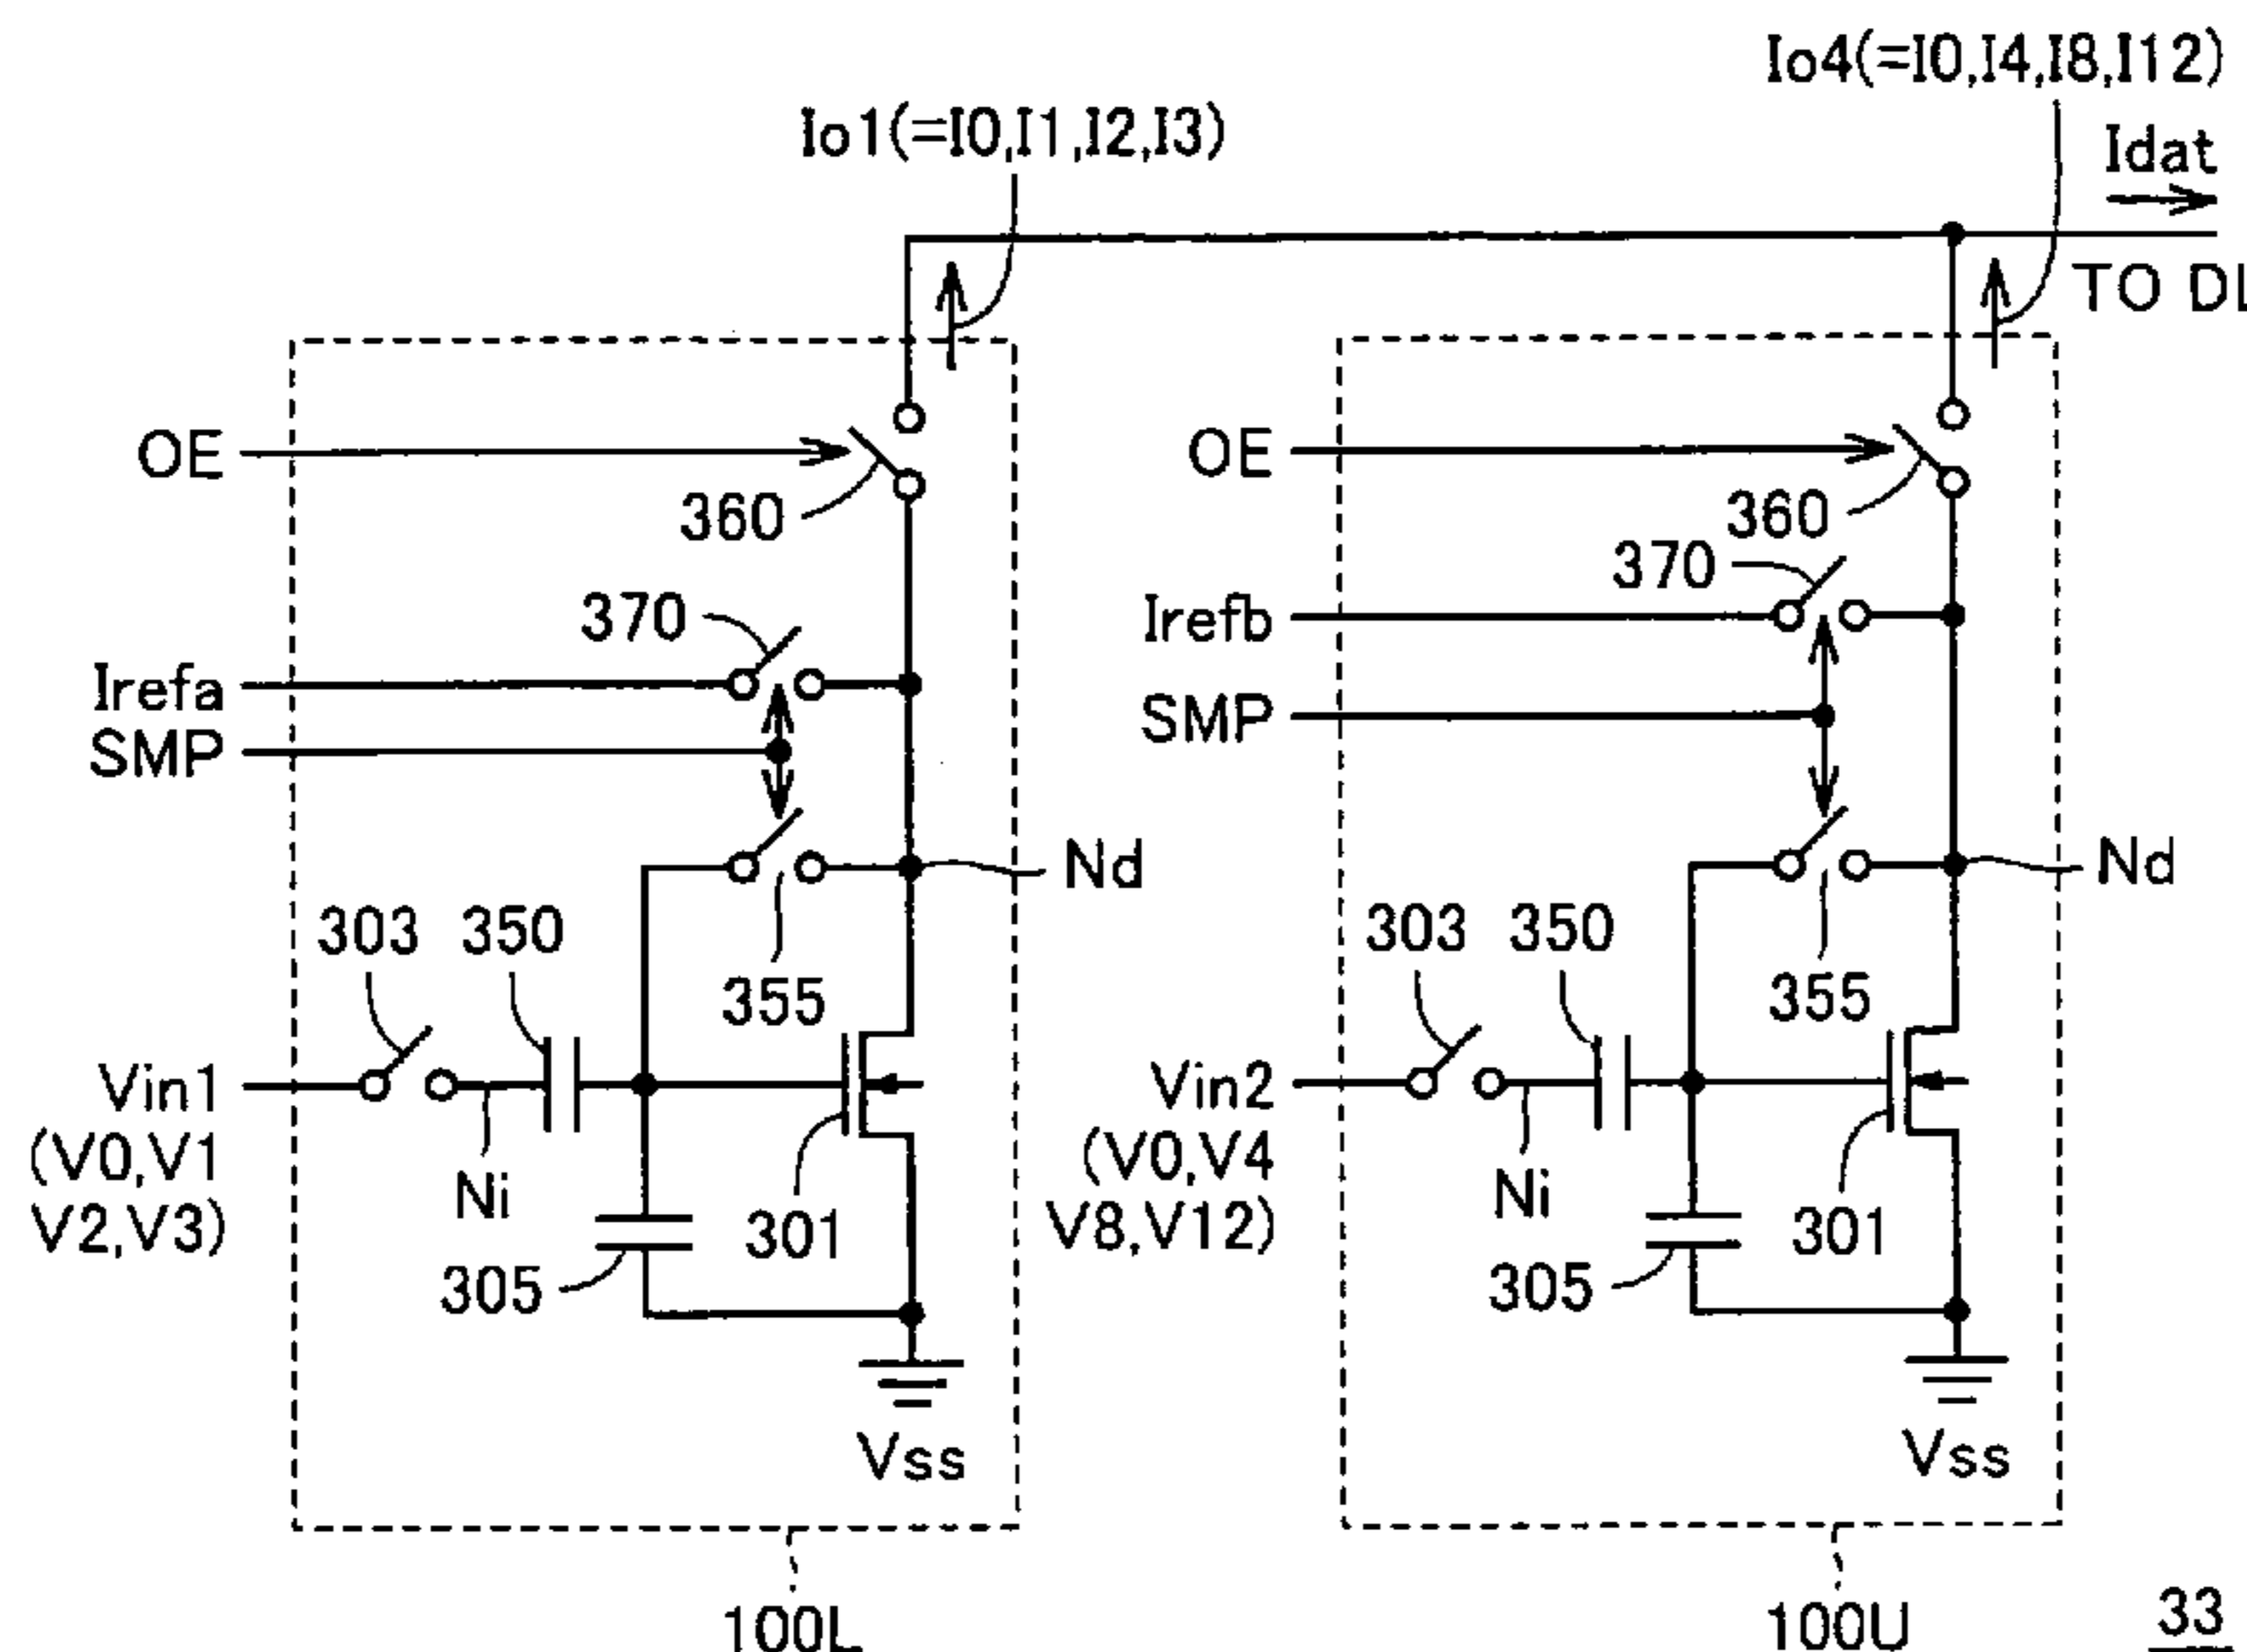 Io4(=I0,I4,I8,I12)
Io1(=I0,I1,I2,I3)
Idat
TO DL
OE
360
OE
360
370
Irefa
SMP
370
Irefb
SMP
Nd
Nd
303
350
355
303
350
355
Vin1
(V0,V1
V2,V3)
Ni
301
305
Vin2
(V0,V4
V8,V12)
Ni
301
305
Vss
Vss
100L
100U
33